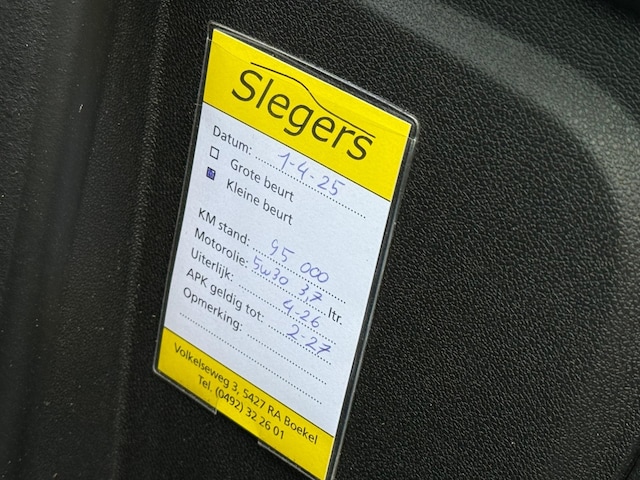 Slegers
Datum: 1-4-25
Grote beurt
Kleine beurt
KM stand: 95 000
Motorolie: 5w30 3,7 ltr.
Uiterlijk: 4-26
APK geldig tot: 2-27
Opmerking:
Volkelseweg 3, 5427 RA Boekel
Tel. (0492) 32 26 01